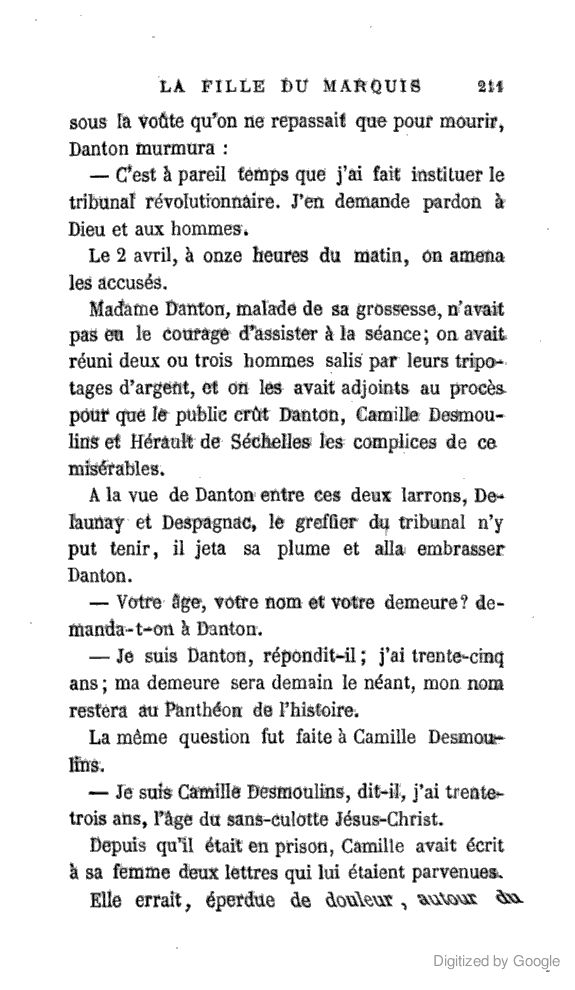 LA FILLE DU MARQUIS 211
sous la voûte qu'on ne repassait que pour mourir,
Danton murmura :
— C'est à pareil temps que j'ai fait instituer le
tribunal révolutionnaire. J'en demande pardon à
Dieu et aux hommes.
Le 2 avril, à onze heures du matin, on amena
les accusés.
Madame Danton, malade de sa grossesse, n'avait
pas eu le courage d'assister à la séance; on avait
réuni deux ou trois hommes salis par leurs tripo-
tages d'argent, et on les avait adjoints au procès
pour que le public crût Danton, Camille Desmou-
lins et Hérault de Séchelles les complices de ce
misérables.
A la vue de Danton entre ces deux larrons, De-
launay et Despagnac, le greffier du tribunal n'y
put tenir, il jeta sa plume et alla embrasser
Danton.
— Votre âge, votre nom et votre demeure? de-
manda-t-on à Danton.
— Je suis Danton, répondit-il; j'ai trente-cinq
ans; ma demeure sera demain le néant, mon nom
restera au Panthéon de l'histoire.
La même question fut faite à Camille Desmou-
lins.
— Je suis Camille Desmoulins, dit-il, j'ai trente-
trois ans, l'âge du sans-culotte Jésus-Christ.
Depuis qu'il était en prison, Camille avait écrit
à sa femme deux lettres qui lui étaient parvenues.
Elle errait, éperdue de douleur, autour du
Digitized by Google